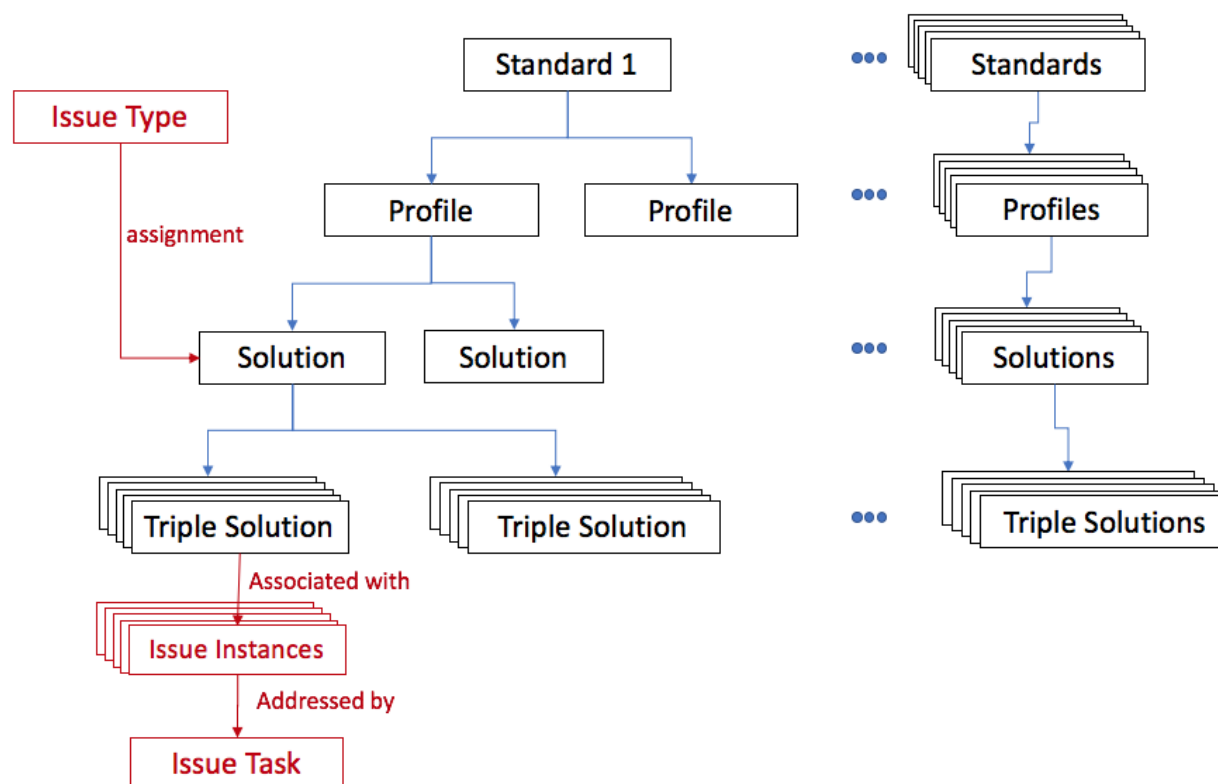 Standard 1
Standards
Issue Type
Profile
Profile
Profiles
assignment
Solution
Solution
Solutions
Triple Solution
Triple Solution
Triple Solutions
Associated with
Issue Instances
Addressed by
Issue Task